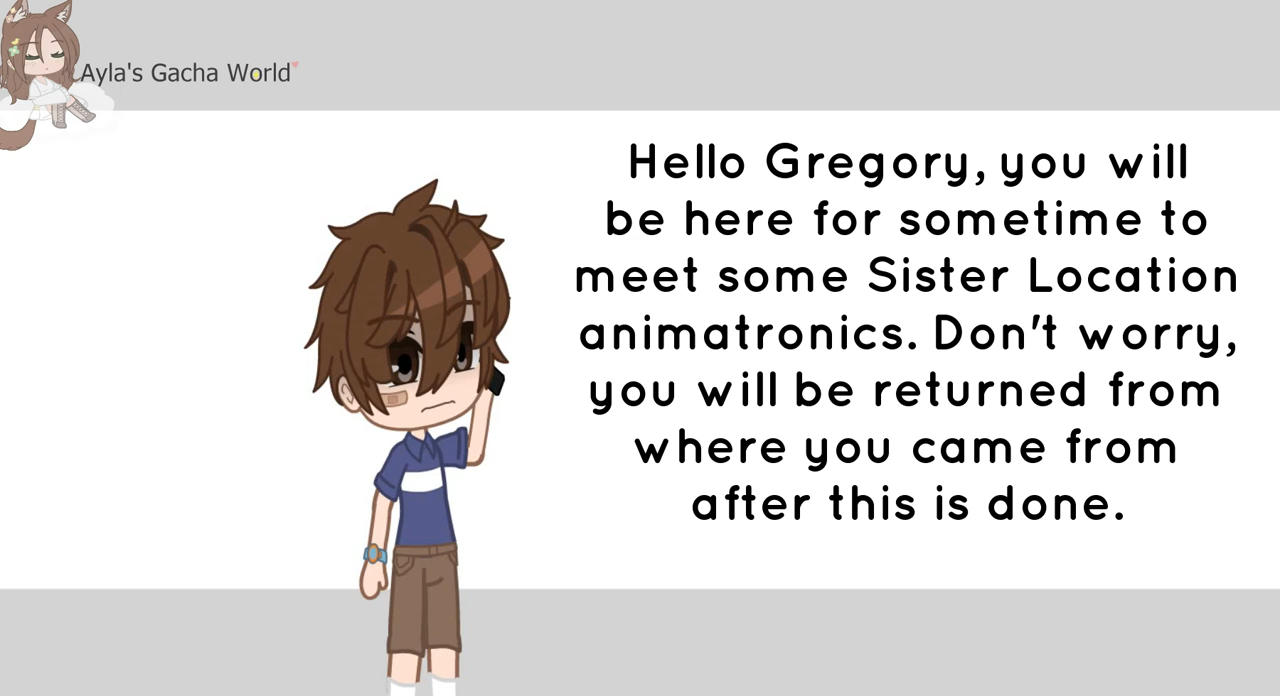 Ayla's Gacha World
Hello Gregory, you will
be here for sometime to
meet some Sister Location
animatronics. Don't worry,
you will be returned from
where you came from
after this is done.